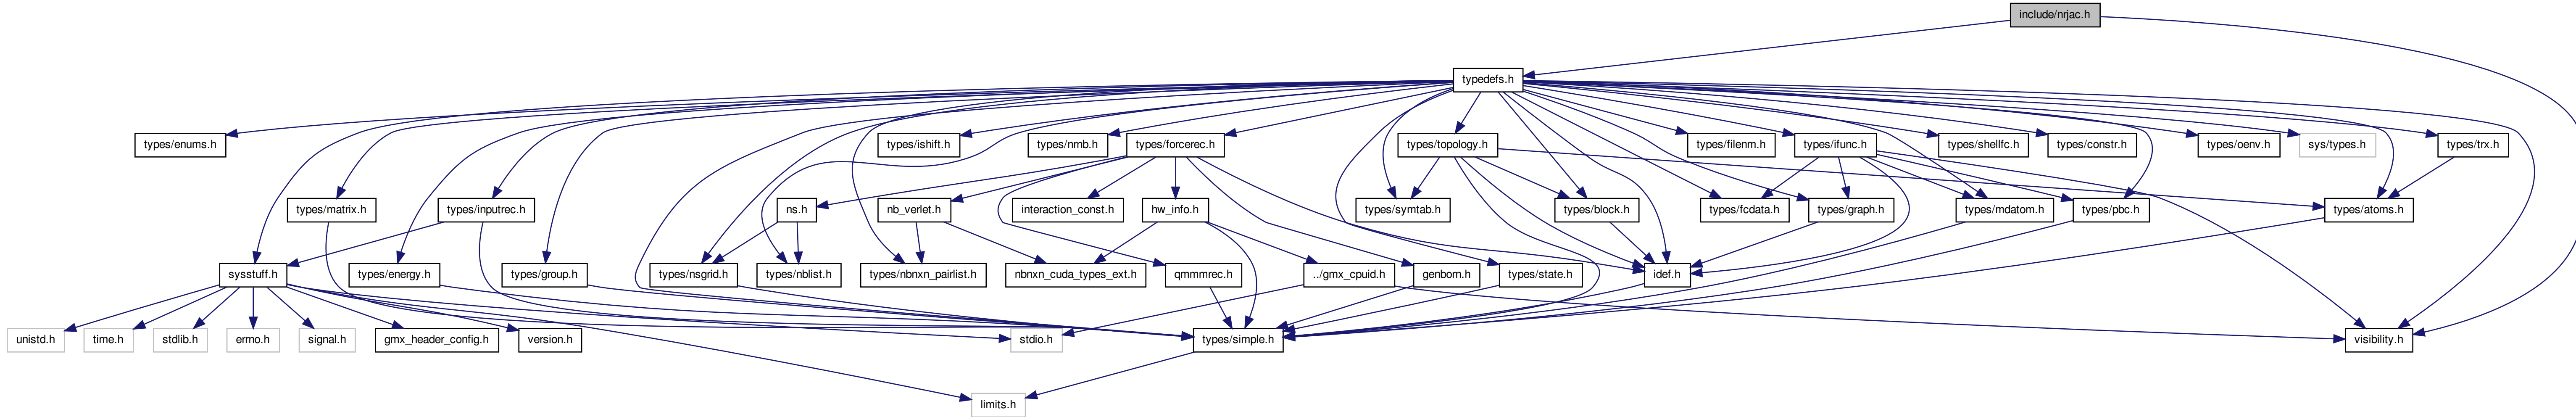 include/nrjac.h
typedefs.h
types/enums.h
types/ishift.h
types/nrnb.h
types/forcerec.h
types/topology.h
types/filenm.h
types/ifunc.h
types/shellfc.h
types/constr.h
types/oenv.h
sys/types.h
types/trx.h
types/matrix.h
types/inputrec.h
ns.h
nb_verlet.h
interaction_const.h
hw_info.h
types/symtab.h
types/block.h
types/fcdata.h
types/graph.h
types/mdatom.h
types/pbc.h
types/atoms.h
sysstuff.h
types/energy.h
types/group.h
types/nsgrid.h
types/nblist.h
types/nbnxn_pairlist.h
nbnxn_cuda_types_ext.h
qmmmrec.h
../gmx_cpuid.h
genborn.h
types/state.h
idef.h
unistd.h
time.h
stdlib.h
errno.h
signal.h
gmx_header_config.h
version.h
stdio.h
types/simple.h
visibility.h
limits.h